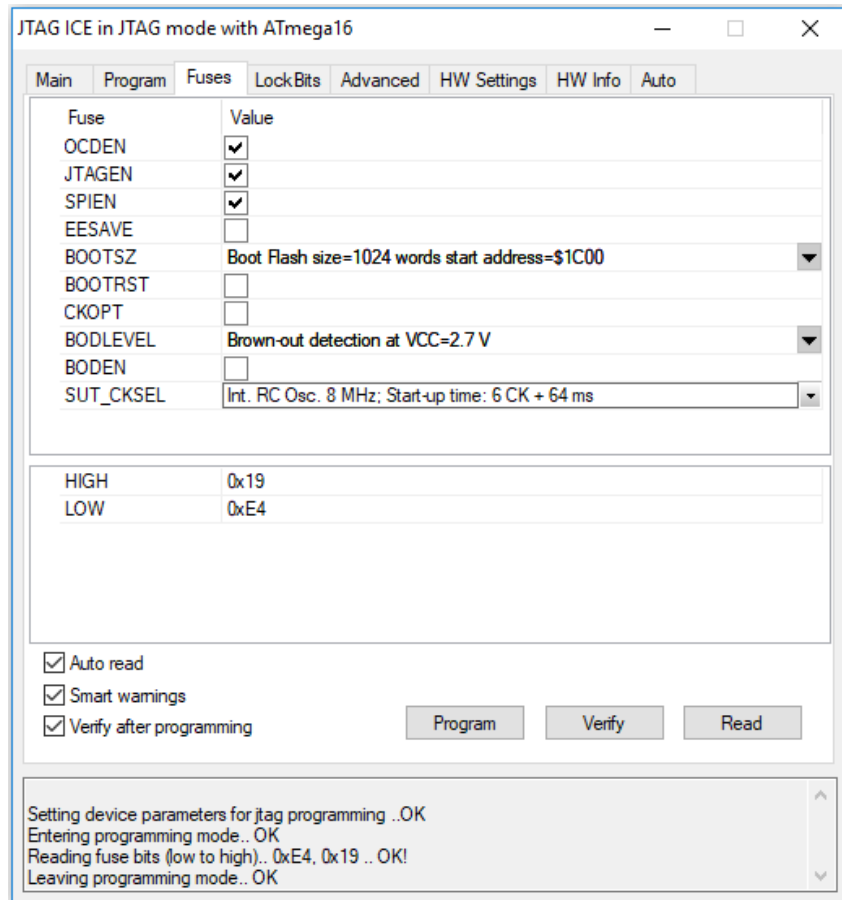 JTAG ICE in JTAG mode with ATmega16
Main Program Fuses LockBits Advanced HW Settings HW Info Auto
Fuse Value
OCDEN
JTAGEN
SPIEN
EESAVE
BOOTSZ Boot Flash size=1024 words start address=$1C00
BOOTRST
CKOPT
BODLEVEL Brown-out detection at VCC=2.7 V
BODEN
SUT_CKSEL Int. RC Osc. 8 MHz; Start-up time: 6 CK + 64 ms
HIGH 0x19
LOW 0xE4
Auto read
Smart warnings
Verify after programming
Program Verify Read
Setting device parameters for jtag programming ..OK
Entering programming mode.. OK
Reading fuse bits (low to high).. 0xE4, 0x19 .. OK!
Leaving programming mode.. OK